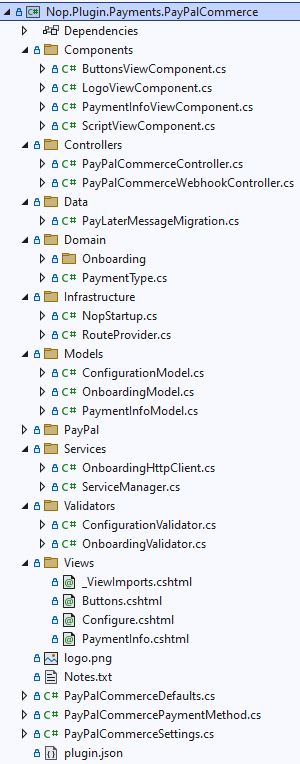 Nop.Plugin.Payments.PayPalCommerce
Dependencies
Components
C# ButtonsViewComponent.cs
C# LogoViewComponent.cs
C# PaymentInfoViewComponent.cs
C# ScriptViewComponent.cs
Controllers
C# PayPalCommerceController.cs
C# PayPalCommerceWebhookController.cs
Data
C# PayLaterMessageMigration.cs
Domain
Onboarding
C# PaymentType.cs
Infrastructure
C# NopStartup.cs
C# RouteProvider.cs
Models
C# ConfigurationModel.cs
C# OnboardingModel.cs
C# PaymentInfoModel.cs
PayPal
Services
C# OnboardingHttpClient.cs
C# ServiceManager.cs
Validators
C# ConfigurationValidator.cs
C# OnboardingValidator.cs
Views
_ViewImports.cshtml
Buttons.cshtml
Configure.cshtml
PaymentInfo.cshtml
logo.png
Notes.txt
C# PayPalCommerceDefaults.cs
C# PayPalCommercePaymentMethod.cs
C# PayPalCommerceSettings.cs
plugin.json